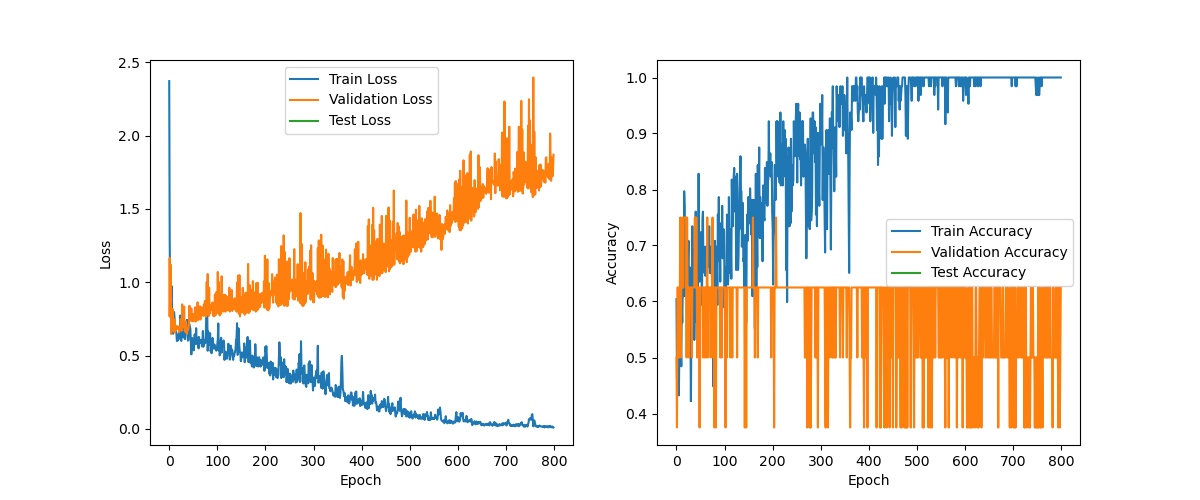 Train Loss
Validation Loss
Test Loss
2.5
2.0
1.5
1.0
0.5
0.0
Loss
0 100 200 300 400 500 600 700 800
Epoch
Train Accuracy
Validation Accuracy
Test Accuracy
1.0
0.9
0.8
0.7
0.6
0.5
0.4
Accuracy
0 100 200 300 400 500 600 700 800
Epoch